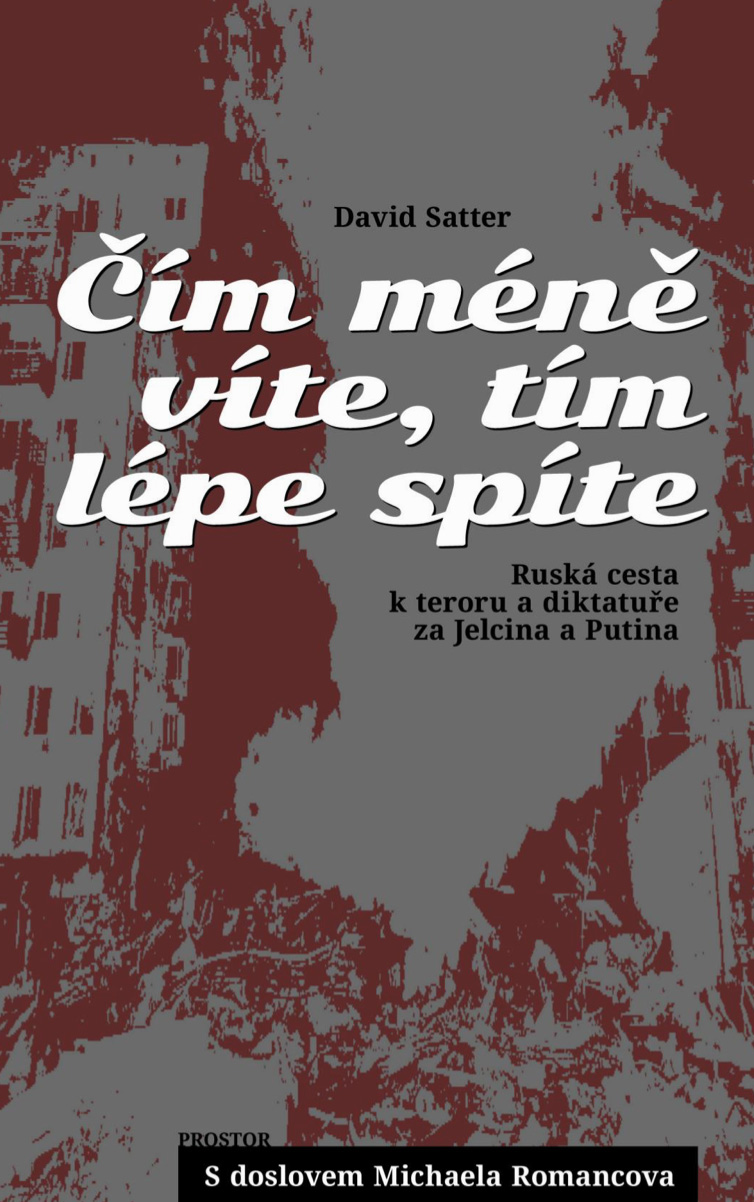 David Satter
Čím méně
víte, tím
lépe spíte
Ruská cesta
k teroru a diktatuře
za Jelcina a Putina
PROSTOR
S doslovem Michaela Romancova